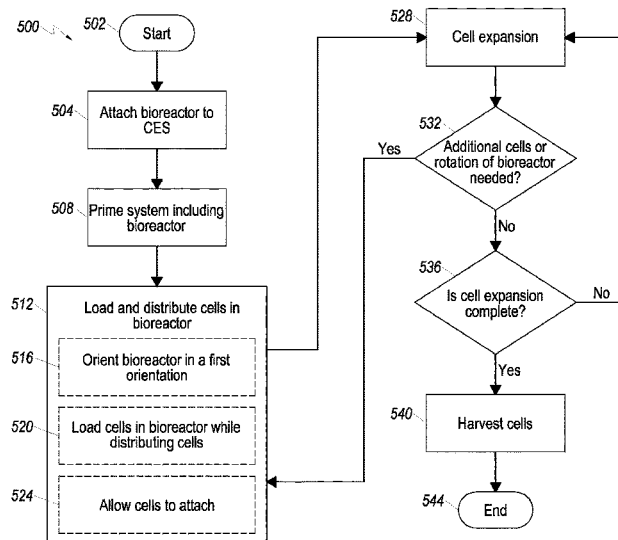 500
502
Start
504
Attach bioreactor to
CES
508
Prime system including
bioreactor
512
Load and distribute cells in
bioreactor
516
Orient bioreactor in a first
orientation
520
Load cells in bioreactor while
distributing cells
524
Allow cells to attach
528
Cell expansion
532
Additional cells or
rotation of bioreactor
needed?
Yes
No
536
Is cell expansion
complete?
No
Yes
540
Harvest cells
544
End